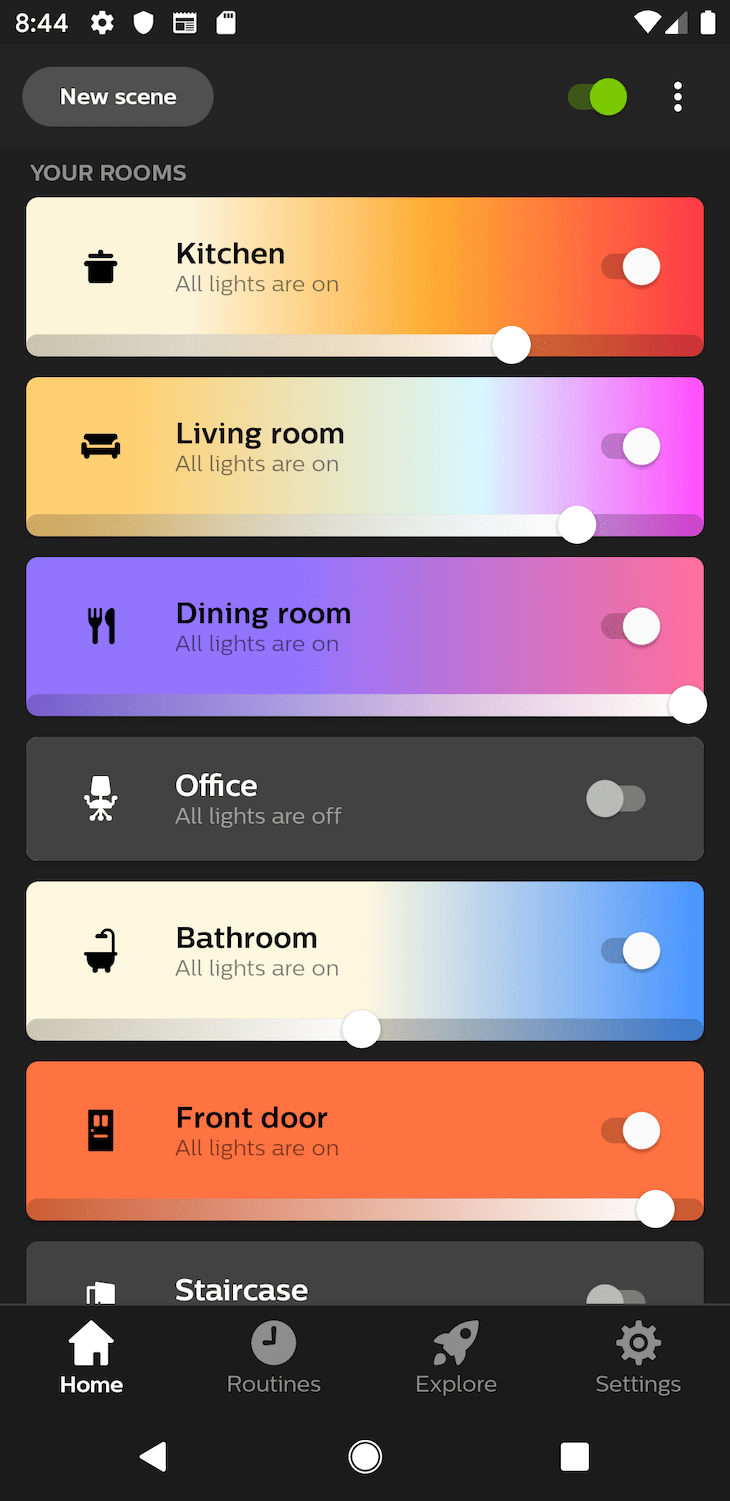 8:44
New scene
YOUR ROOMS
Kitchen
All lights are on
Living room
All lights are on
Dining room
All lights are on
Office
All lights are off
Bathroom
All lights are on
Front door
All lights are on
Staircase
Home Routines Explore Settings